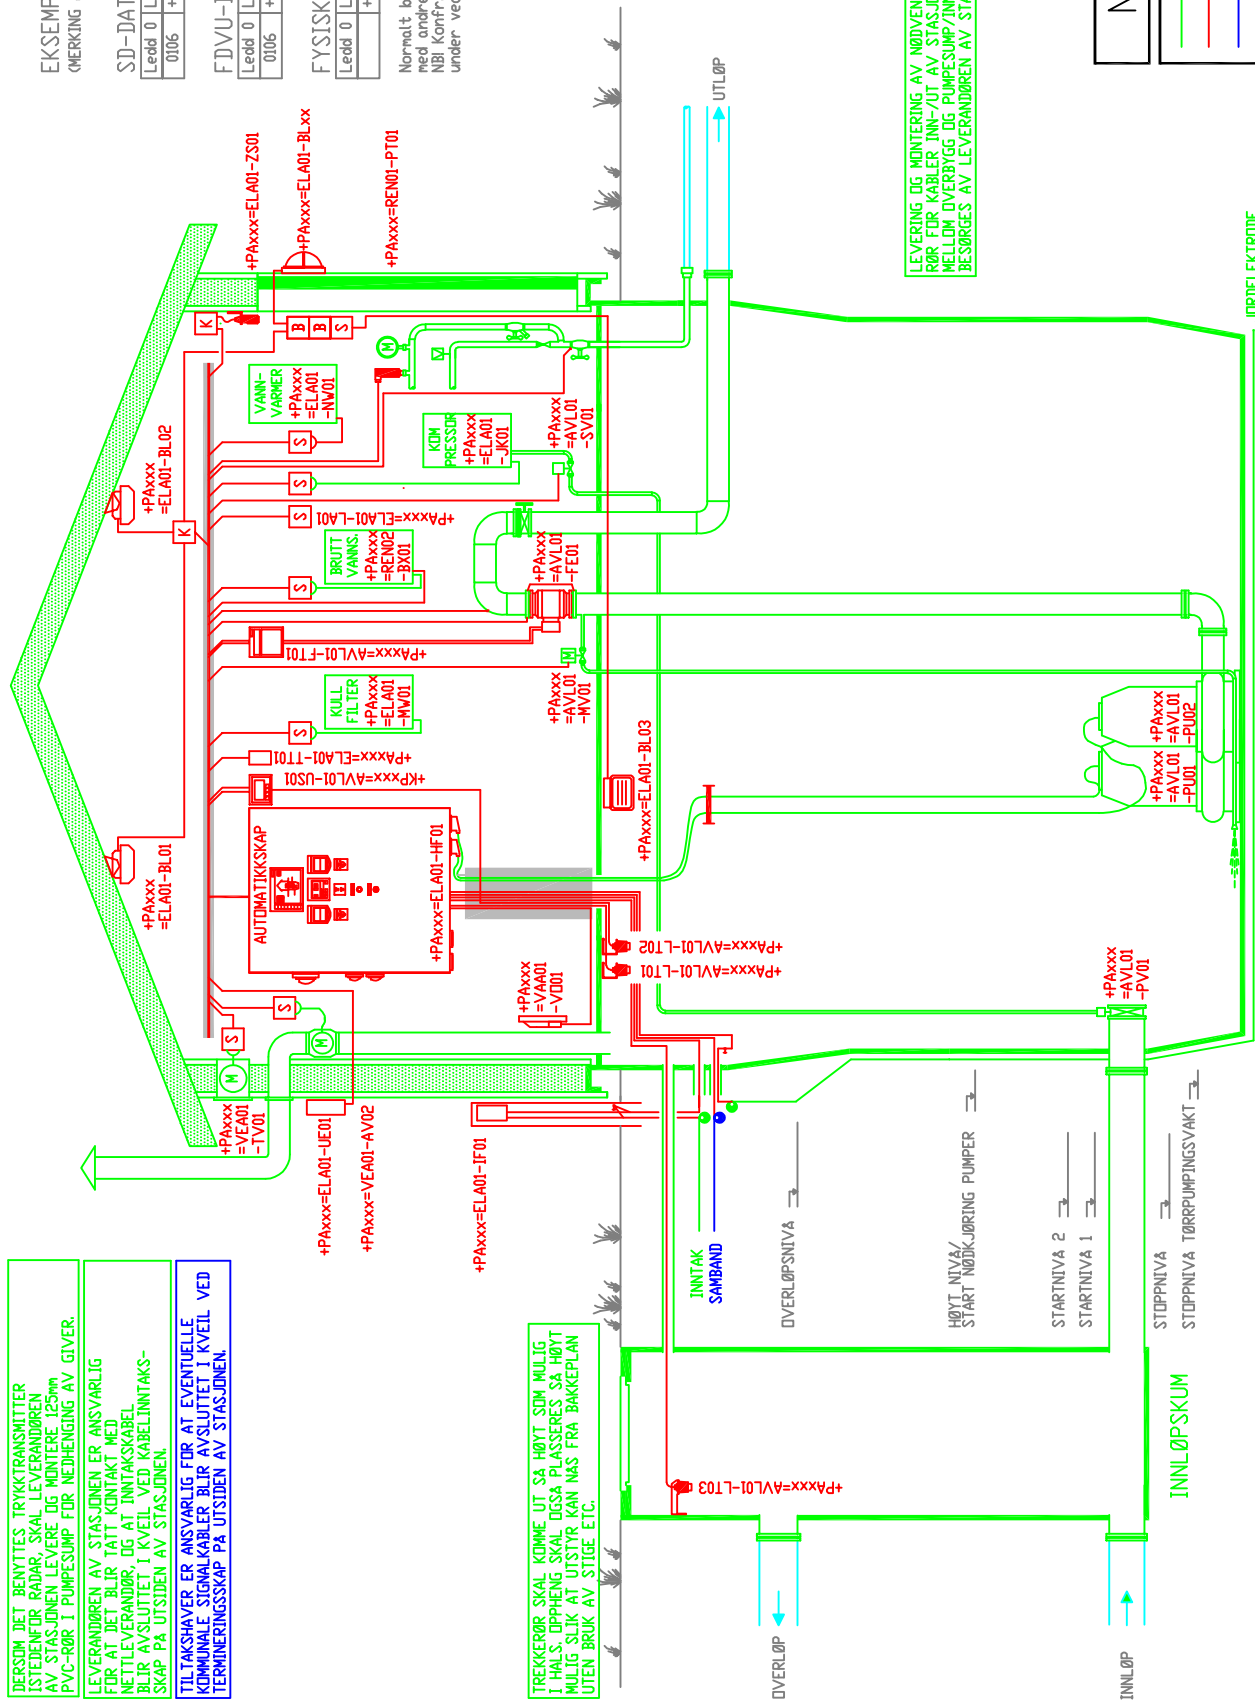 DERSOM DET BENYTTES TRYKKTRANSMITTER
ISTEDENFOR RADAR, SKAL LEVERANDØREN
AV STASJONEN LEVERE OG MONTERE 125mm
PVC-RØR I PUMPESUMP FOR NEDHENGING AV GIVER.
LEVERANDØREN AV STASJONEN ER ANSVARLIG
FOR AT DET BLIR TATT KONTAKT MED
NETTLEVERANDØR, OG AT INNTAKSKABEL
BLIR AVSLUTTET I KVEIL VED KABELINNTAKS-
SKAP PÅ UTSIDEN AV STASJONEN.
TILTAKSHAVER ER ANSVARLIG FOR AT EVENTUELLE
KOMMUNALE SIGNALKABLER BLIR AVSLUTTET I KVEIL VED
TERMINERINGSSKAP PÅ UTSIDEN AV STASJONEN.
EKSEMP
(MERKING
SD-DAT
Ledd 0
0106
+
FDVU-
Ledd 0
0106
+
FYSISK
Ledd 0
+
Normalt b
med andre
NB! Konfr
under ved
+PAxxx=ELA01-ZS01
+PAxxx=ELA01-BLxx
+PAxxx=REN01-PT01
+PAxxx
=ELA01-BL01
+PAxxx
=ELA01-BL02
K
K
B
B
S
VANN-
VARMER
+PAxxx
=ELA01
-NW01
KOM
PRESSOR
+PAxxx
=ELA01
-JK01
+PAxxx
=AVL01
-SV01
+PAxxx=ELA01-LA01
BRUTT
VANNS.
+PAxxx
=REN02
-BX01
+PAxxx
=AVL01
-FE01
+PAxxx=AVL01-FT01
KULL
FILTER
+PAxxx
=ELA01
-MW01
+PAxxx
=AVL01
-MV01
+PAxxx=ELA01-TT01
+KPxxx=AVL01-US01
AUTOMATIKKSKAP
+PAxxx=ELA01-HF01
S
S
S
S
S
S
S
M
M
M
M
+PAxxx
=VEA01
-TV01
+PAxxx=ELA01-UE01
+PAxxx=VEA01-AV02
+PAxxx=ELA01-IF01
+PAxxx
=VAA01
-VO01
+PAxxx=ELA01-BL03
+PAxxx=AVL01-LT02
+PAxxx=AVL01-LT01
UTLØP
LEVERING OG MONTERING AV NØDVEN
RØR FOR KABLER INN-/UT AV STASJO
MELLOM OVERBYGG OG PUMPESUMP/INN
BESØRGES AV LEVERANDØREN AV STA
N
JORDELEKTRODE
TREKKERØR SKAL KOMME UT SÅ HØYT SOM MULIG
I HALS. OPPHENG SKAL OGSÅ PLASSERES SÅ HØYT
MULIG SLIK AT UTSTYR KAN NÅS FRA BAKKEPLAN
UTEN BRUK AV STIGE ETC.
INNTAK
SAMBAND
+PAxxx=AVL01-LT03
OVERLØPSNIVÅ
HØYT NIVÅ/
START NØDKJØRING PUMPER
STARTNIVÅ 2
STARTNIVÅ 1
STOPPNIVÅ
STOPPNIVÅ TØRRPUMPINGSVAKT
+PAxxx
=AVL01
-PV01
+PAxxx
=AVL01
-PU01
+PAxxx
=AVL01
-PU02
OVERLØP
INNLØP
INNLØPSKUM